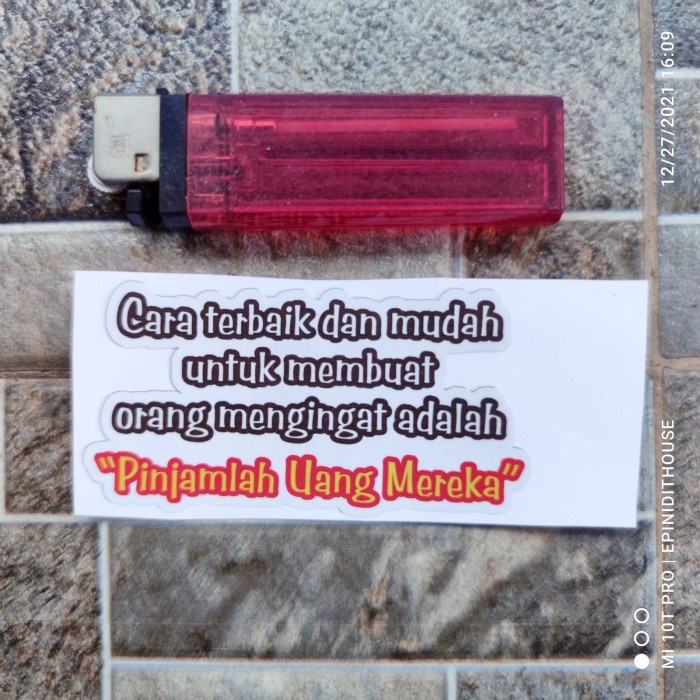 Cara terbaik dan mudah
untuk membuat
orang mengingat adalah
"Pinjamlah Uang Mereka"
12/27/2021 16:09
MI 10T PRO | EPINIDITHOUSE